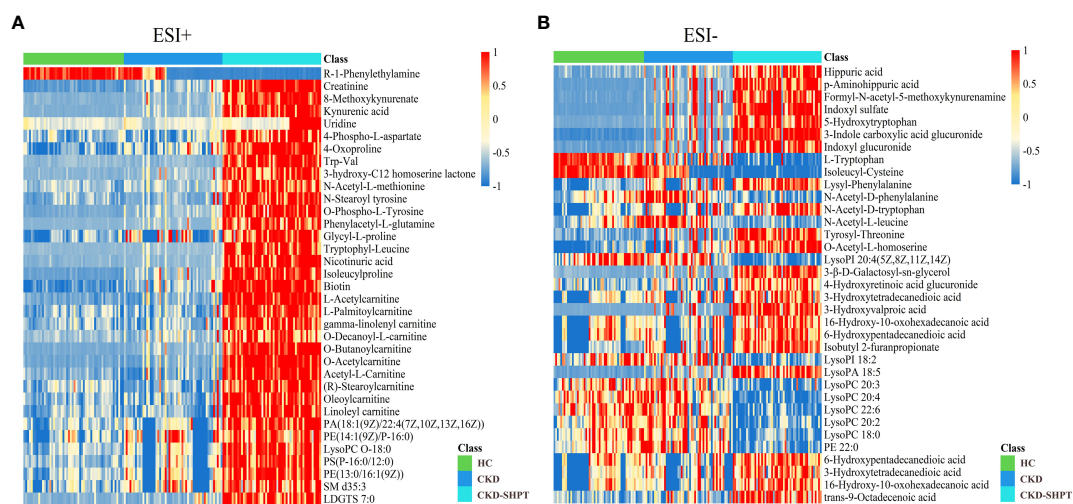 A
ESI+
Class
R-1-Phenylethylamine
Creatinine
8-Methoxykynurenate
Kynurenic acid
Uridine
4-Phospho-L-aspartate
4-Oxoproline
Trp-Val
3-hydroxy-C12 homoserine lactone
N-Acetyl-L-methionine
N-Stearoyl tyrosine
O-Phospho-L-Tyrosine
Phenylacetyl-L-glutamine
Glycyl-L-proline
Tryptophyl-Leucine
Nicotinuric acid
Isoleucylproline
Biotin
L-Acetylcarnitine
L-Palmitoylcarnitine
gamma-linolenyl carnitine
O-Decanoyl-L-carnitine
O-Butanoylcarnitine
O-Acetylcarnitine
Acetyl-L-Carnitine
(R)-Stearoylcarnitine
Oleoylcarnitine
Linoleyl carnitine
PA(18:1(9Z)/22:4(7Z,10Z,13Z,16Z))
PE(14:1(9Z)/P-16:0)
LysoPC O-18:0
PS(P-16:0/12:0)
PE(13:0/16:1(9Z))
SM d35:3
LDGTS 7:0
1
0.5
0
-0.5
-1
Class
HC
CKD
CKD-SHPT
B
ESI-
Class
Hippuric acid
p-Aminohippuric acid
Formyl-N-acetyl-5-methoxykynurenamine
Indoxyl sulfate
5-Hydroxytryptophan
3-Indole carboxylic acid glucuronide
Indoxyl glucuronide
L-Tryptophan
Isoleucyl-Cysteine
Lysyl-Phenylalanine
N-Acetyl-D-phenylalanine
N-Acetyl-D-tryptophan
N-Acetyl-L-leucine
Tyrosyl-Threonine
O-Acetyl-L-homoserine
LysoPI 20:4(5Z,8Z,11Z,14Z)
3-β-D-Galactosyl-sn-glycerol
4-Hydroxyretinoic acid glucuronide
3-Hydroxytetradecanedioic acid
3-Hydroxyvalproic acid
16-Hydroxy-10-oxohexadecanoic acid
6-Hydroxypentadecanedioic acid
Isobutyl 2-furanpropionate
LysoPI 18:2
LysoPA 18:5
LysoPC 20:3
LysoPC 20:4
LysoPC 22:6
LysoPC 20:2
LysoPC 18:0
PE 22:0
6-Hydroxypentadecanedioic acid
3-Hydroxytetradecanedioic acid
16-Hydroxy-10-oxohexadecanoic acid
trans-9-Octadecenoic acid
1
0.5
0
-0.5
-1
Class
HC
CKD
CKD-SHPT